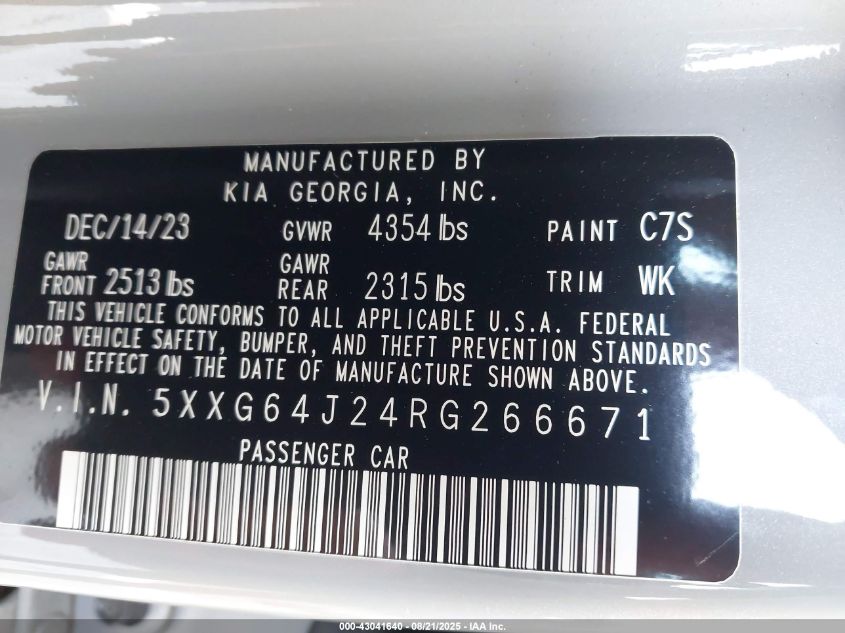 MANUFACTURED BY
KIA GEORGIA, INC.
DEC/14/23 GVWR 4354 lbs PAINT C7S
GAWR FRONT 2513 lbs GAWR REAR 2315 lbs TRIM WK
THIS VEHICLE CONFORMS TO ALL APPLICABLE U.S.A. FEDERAL
MOTOR VEHICLE SAFETY, BUMPER, AND THEFT PREVENTION STANDARDS
IN EFFECT ON THE DATE OF MANUFACTURE SHOWN ABOVE.
V.I.N. 5XXG64J24RG266671
PASSENGER CAR
000-43041640 - 08/21/2025 - IAA Inc.